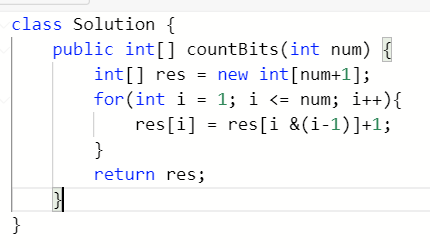 class Solution {
    public int[] countBits(int num) {
        int[] res = new int[num+1];
        for(int i = 1; i <= num; i++){
            res[i] = res[i &(i-1)]+1;
        }
        return res;
    }
}